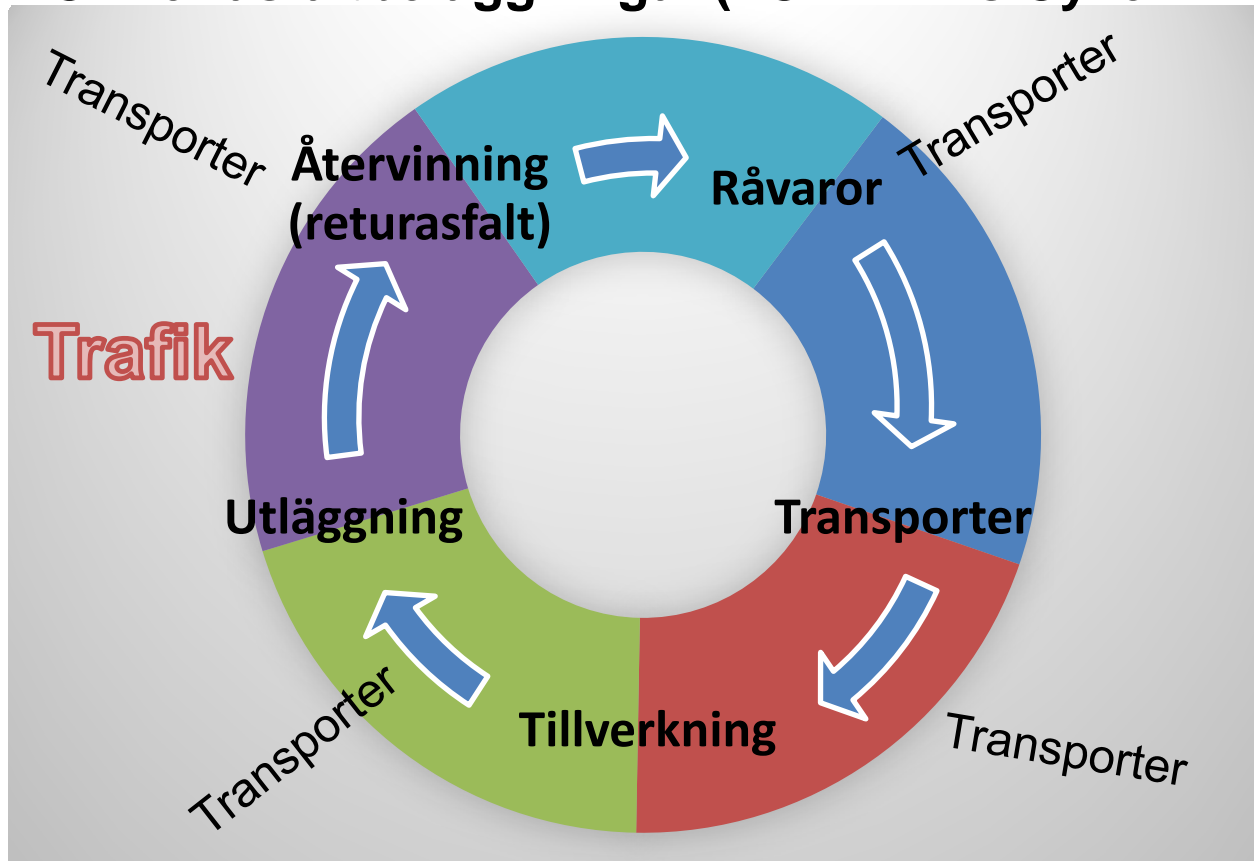 Transporter
Transporter
Återvinning
(returasfalt)
Råvaror
Trafik
Utläggning
Transporter
Transporter
Tillverkning
Transporter